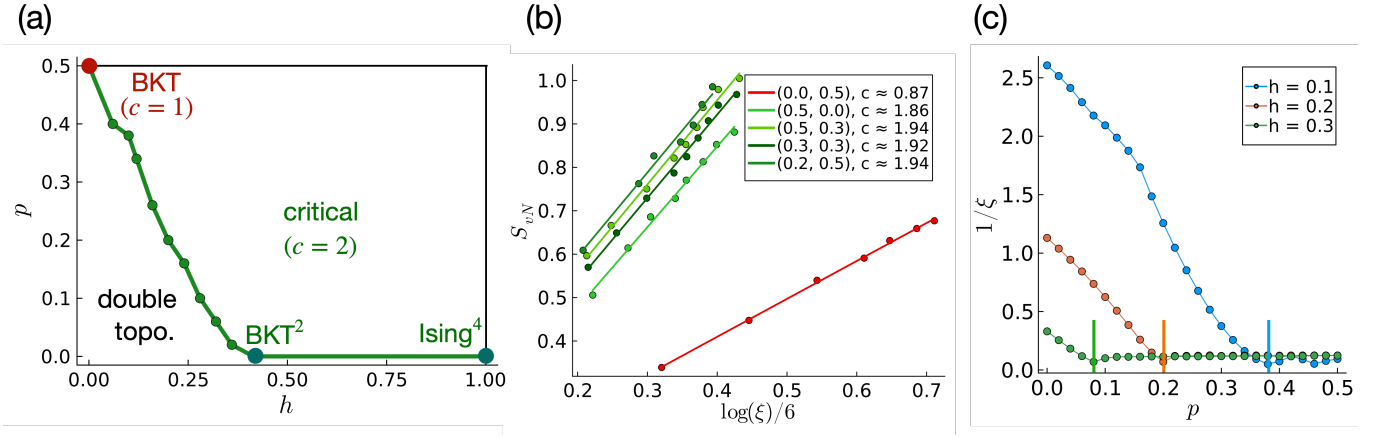 (a)
0.5
0.4
0.3
0.2
0.1
0.0
p
0.00
0.25
0.50
0.75
1.00
h
BKT
(c = 1)
critical
(c = 2)
double
topo.
BKT²
Ising⁴
(b)
1.0
0.9
0.8
0.7
0.6
0.5
0.4
S_{vN}
0.2
0.3
0.4
0.5
0.6
0.7
log(ξ)/6
(0.0, 0.5), c ≈ 0.87
(0.5, 0.0), c ≈ 1.86
(0.5, 0.3), c ≈ 1.94
(0.3, 0.3), c ≈ 1.92
(0.2, 0.5), c ≈ 1.94
(c)
2.5
2.0
1.5
1.0
0.5
0.0
1/ξ
0.0
0.1
0.2
0.3
0.4
0.5
p
h = 0.1
h = 0.2
h = 0.3